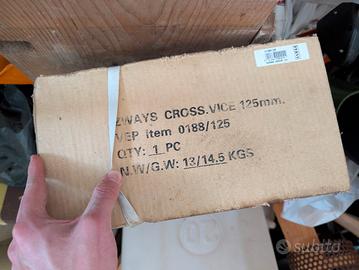 2WAYS CROSS.VICE 125mm.
VEP item 0188/125
QTY: 1 PC
N.W/G.W: 13/14.5 KGS
subito